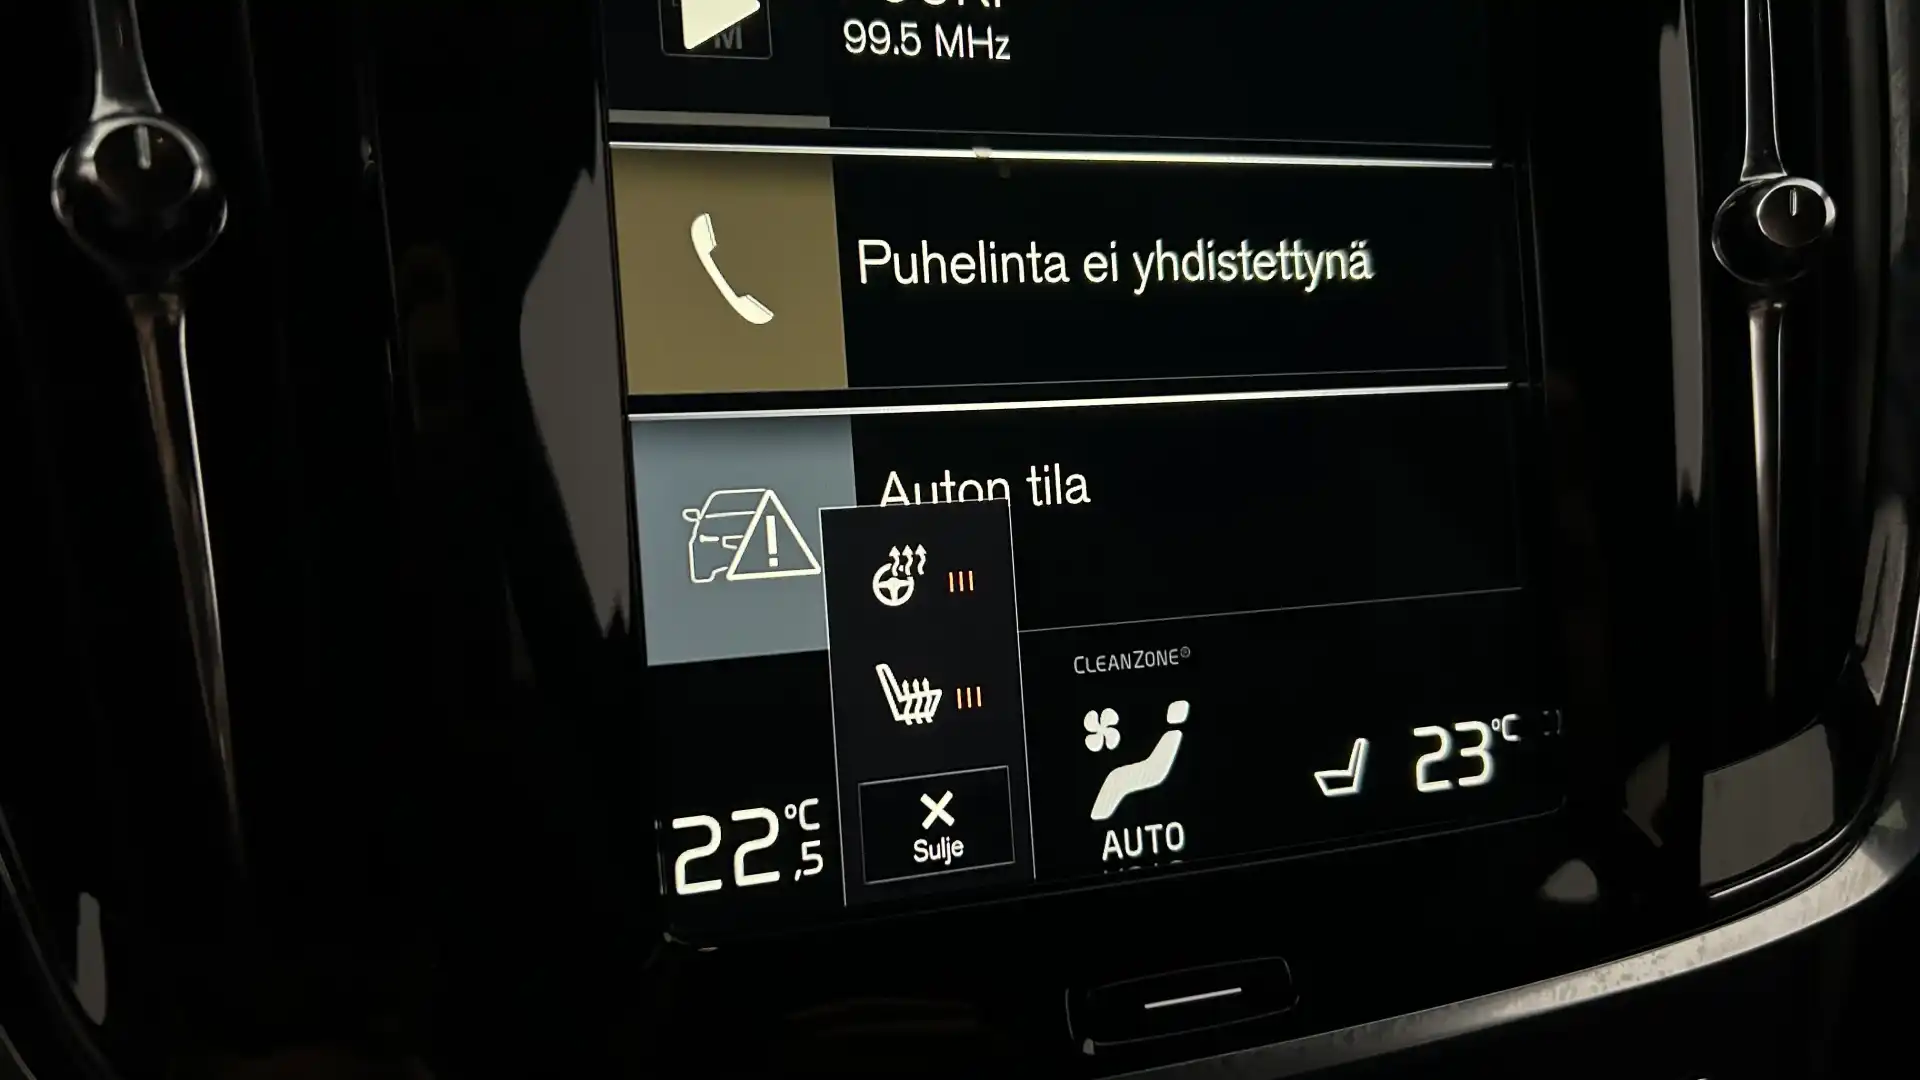 99.5 MHz
Puhelinta ei yhdistettynä
Auton tila
CLEANZONE®
22,5 °C
Sulje
AUTO
23 °C